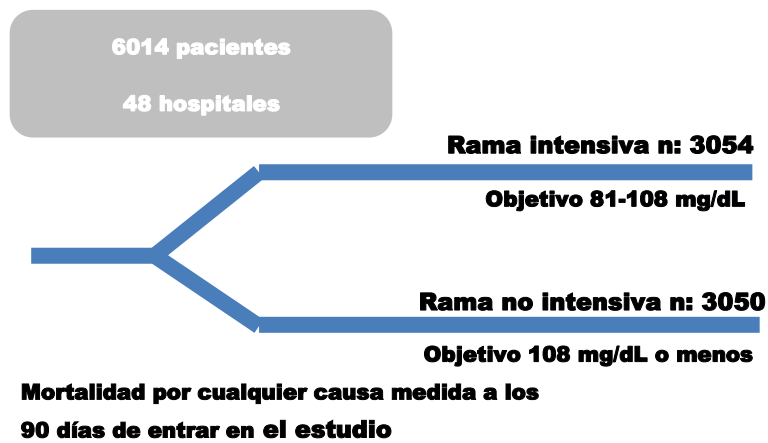 6014 pacientes
48 hospitales
Rama intensiva n: 3054
Objetivo 81-108 mg/dL
Rama no intensiva n: 3050
Objetivo 108 mg/dL o menos
Mortalidad por cualquier causa medida a los
90 días de entrar en el estudio